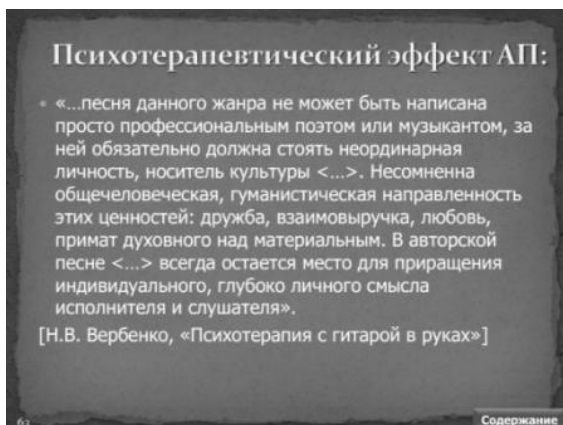 Психотерапевтический эффект АП:
• «...песня данного жанра не может быть написана
просто профессиональным поэтом или музыкантом, за
ней обязательно должна стоять неординарная
личность, носитель культуры <...>. Несомненна
общечеловеческая, гуманистическая направленность
этих ценностей: дружба, взаимовыручка, любовь,
примат духовного над материальным. В авторской
песне <...> всегда остается место для приращения
индивидуального, глубоко личного смысла
исполнителя и слушателя».
[Н.В. Вербенко, «Психотерапия с гитарой в руках»]
Содержание